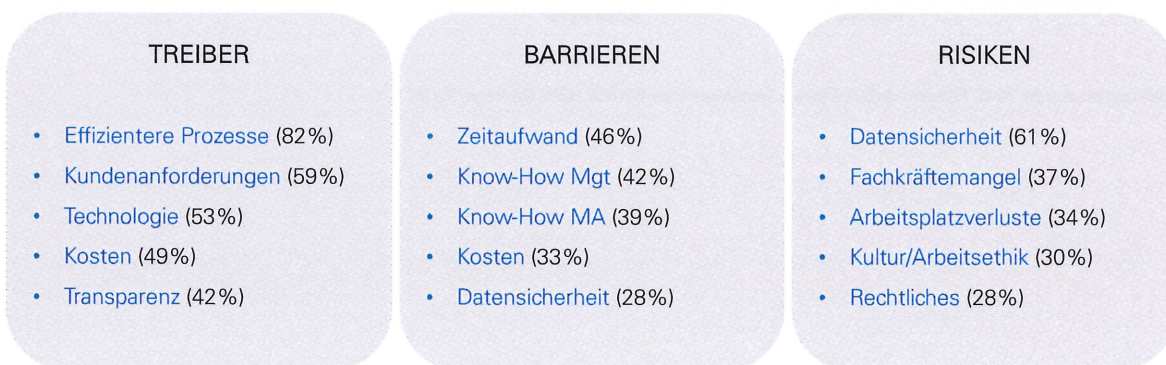 TREIBER
• Effizientere Prozesse (82%)
• Kundenanforderungen (59%)
• Technologie (53%)
• Kosten (49%)
• Transparenz (42%)
BARRIEREN
• Zeitaufwand (46%)
• Know-How Mgt (42%)
• Know-How MA (39%)
• Kosten (33%)
• Datensicherheit (28%)
RISIKEN
• Datensicherheit (61%)
• Fachkräftemangel (37%)
• Arbeitsplatzverluste (34%)
• Kultur/Arbeitsethik (30%)
• Rechtliches (28%)